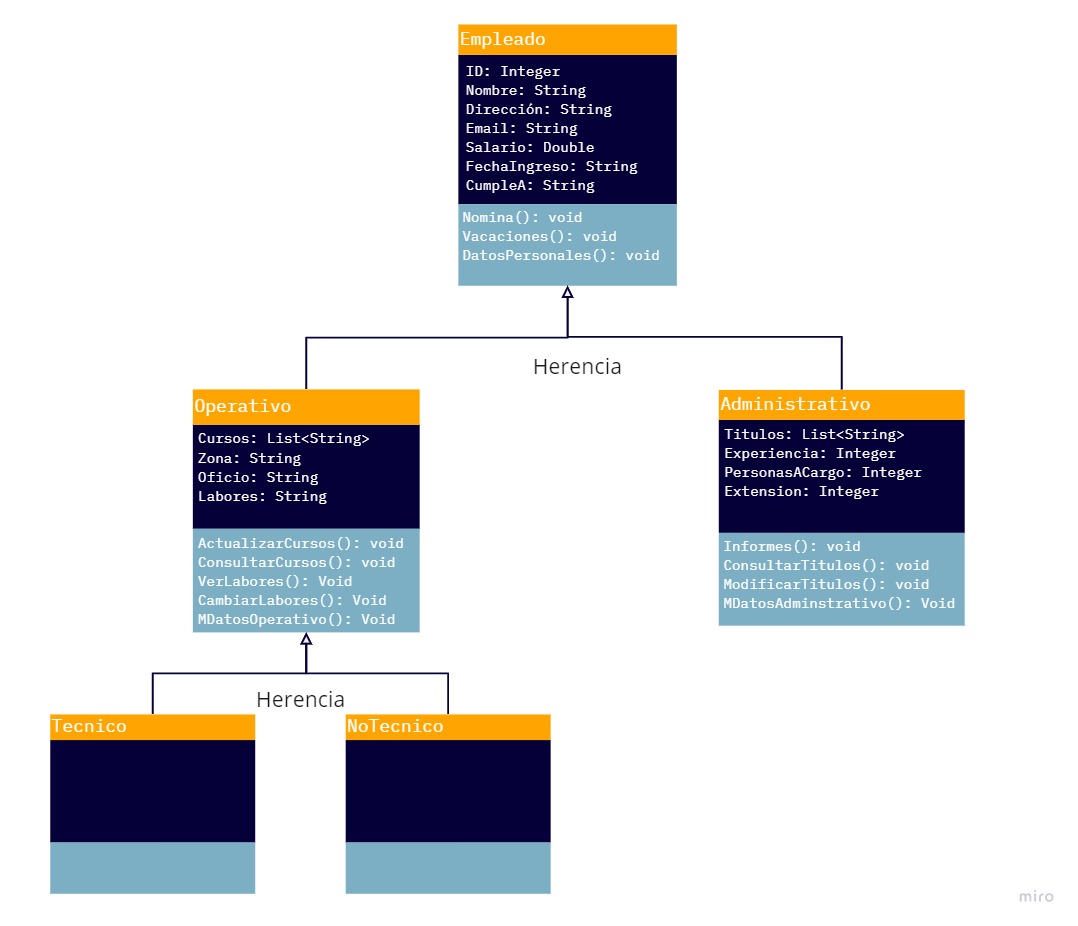 Empleado
ID: Integer
Nombre: String
Dirección: String
Email: String
Salario: Double
FechaIngreso: String
CumpleA: String
Nomina(): void
Vacaciones(): void
DatosPersonales(): void
Herencia
Operativo
Cursos: List<String>
Zona: String
Oficio: String
Labores: String
ActualizarCursos(): void
ConsultarCursos(): void
VerLabores(): Void
CambiarLabores(): Void
MDatosOperativo(): Void
Administrativo
Titulos: List<String>
Experiencia: Integer
PersonasACargo: Integer
Extension: Integer
Informes(): void
ConsultarTitulos(): void
ModificarTitulos(): void
MDatosAdminstrativo(): Void
Herencia
Tecnico
NoTecnico
miro